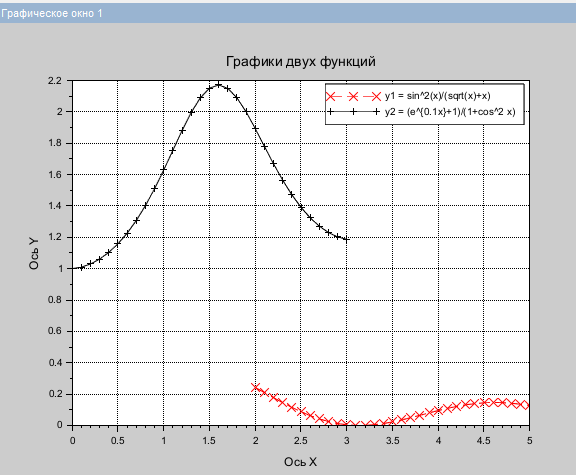 Графическое окно 1
Графики двух функций
y1 = sin^2(x)/(sqrt(x)+x)
y2 = (e^{0.1x}+1)/(1+cos^2 x)
Ось Y
2.2
2
1.8
1.6
1.4
1.2
1
0.8
0.6
0.4
0.2
0
0 0.5 1 1.5 2 2.5 3 3.5 4 4.5 5
Ось X